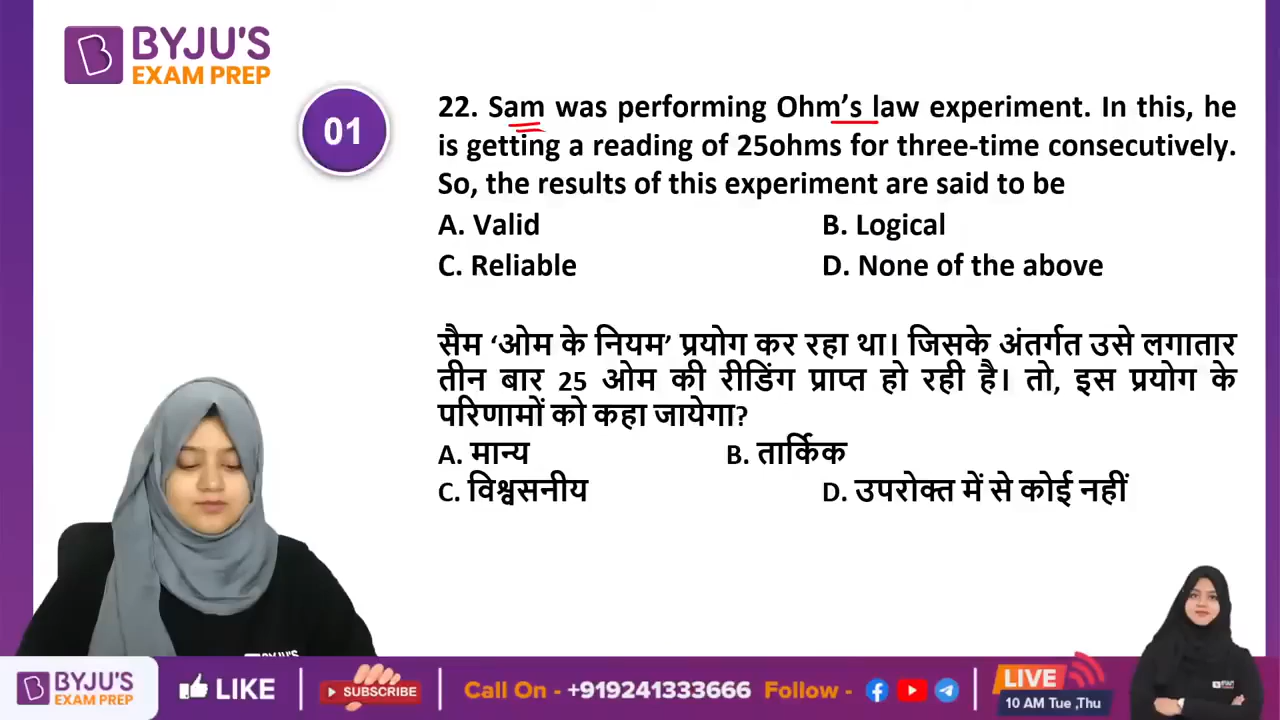 BYJU'S
EXAM PREP
01
22. Sam was performing Ohm's law experiment. In this, he
is getting a reading of 25ohms for three-time consecutively.
So, the results of this experiment are said to be
A. Valid B. Logical
C. Reliable D. None of the above
सैम ‘ओम के नियम’ प्रयोग कर रहा था। जिसके अंतर्गत उसे लगातार
तीन बार 25 ओम की रीडिंग प्राप्त हो रही है। तो, इस प्रयोग के
परिणामों को कहा जायेगा?
A. मान्य B. तार्किक
C. विश्वसनीय D. उपरोक्त में से कोई नहीं
BYJU'S
EXAM PREP
LIKE
SUBSCRIBE
Call On - +919241333666 Follow -
LIVE
10 AM Tue ,Thu